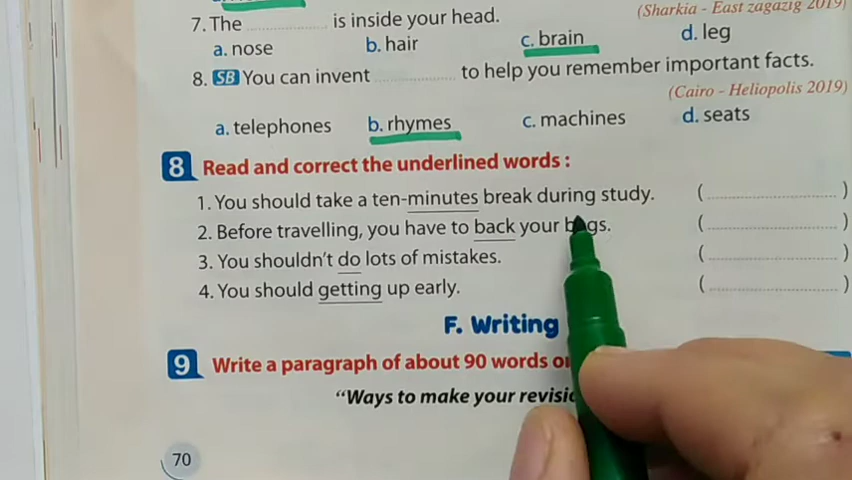 7. The ............... is inside your head. (Sharkia - East zagazig 2019)
a. nose b. hair c. brain d. leg
8. SB You can invent ............... to help you remember important facts.
(Cairo - Heliopolis 2019)
a. telephones b. rhymes c. machines d. seats
8 Read and correct the underlined words :
1. You should take a ten-minutes break during study. (...............)
2. Before travelling, you have to back your bags. (...............)
3. You shouldn't do lots of mistakes. (...............)
4. You should getting up early. (...............)
F. Writing
9 Write a paragraph of about 90 words
"Ways to make your
70